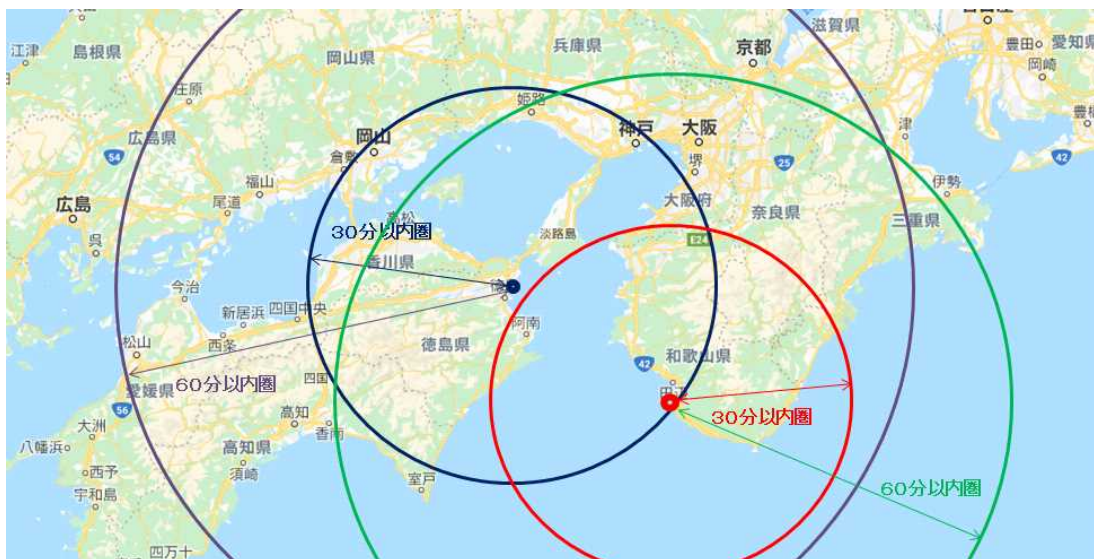 江津
島根県
庄原
広島県
54
広島
呉
福山
尾道
岡山県
岡山
倉敷
兵庫県
姫路
神戸
大阪
堺
大阪府
京都
滋賀県
25
津
伊勢
三重県
奈良県
E24
豊田
愛知県
岡崎
42
高松
30分以内圏
香川県
淡路島
今治
新居浜
四国中央
西条
松山
阿南
徳島県
60分以内圏
愛媛県
56
四国
高知
香南
高知県
大洲
八幡浜
西予
須崎
宇和島
室戸
四万十
和歌山県
42
30分以内圏
60分以内圏